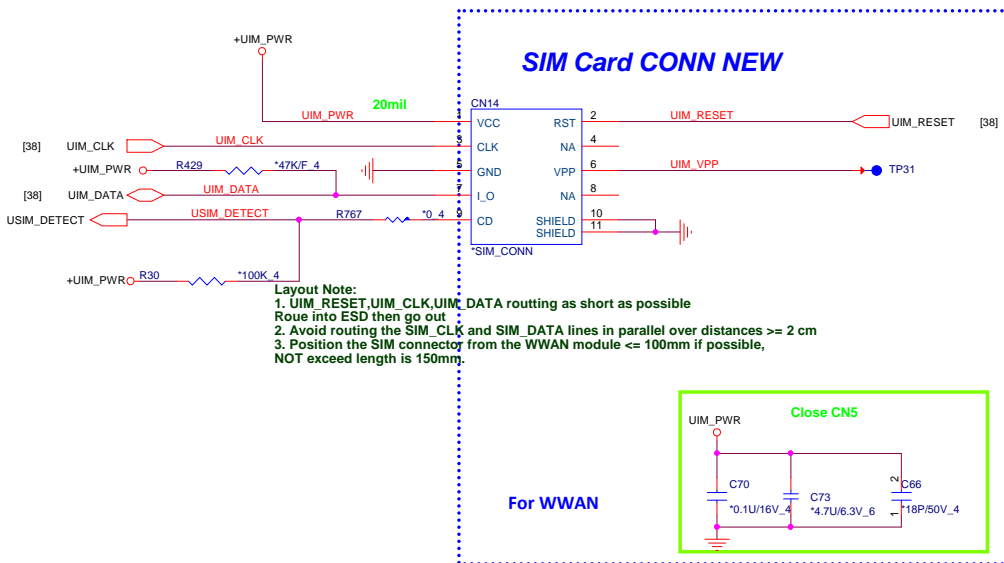 SIM Card CONN NEW
+UIM_PWR
20mil
CN14
UIM_PWR 1 VCC RST 2 UIM_RESET UIM_RESET [38]
[38] UIM_CLK UIM_CLK 3 CLK NA 4
+UIM_PWR R429 *47K/F_4 5 GND VPP 6 UIM_VPP TP31
[38] UIM_DATA UIM_DATA 7 I_O NA 8
USIM_DETECT USIM_DETECT R767 *0_4 9 CD SHIELD 10
SHIELD 11
*SIM_CONN
+UIM_PWR R30 *100K_4
Layout Note:
1. UIM_RESET,UIM_CLK,UIM_DATA routting as short as possible
Roue into ESD then go out
2. Avoid routing the SIM_CLK and SIM_DATA lines in parallel over distances >= 2 cm
3. Position the SIM connector from the WWAN module <= 100mm if possible,
NOT exceed length is 150mm.
Close CN5
UIM_PWR
C70
*0.1U/16V_4
C73
*4.7U/6.3V_6
2
C66
1
*18P/50V_4
For WWAN